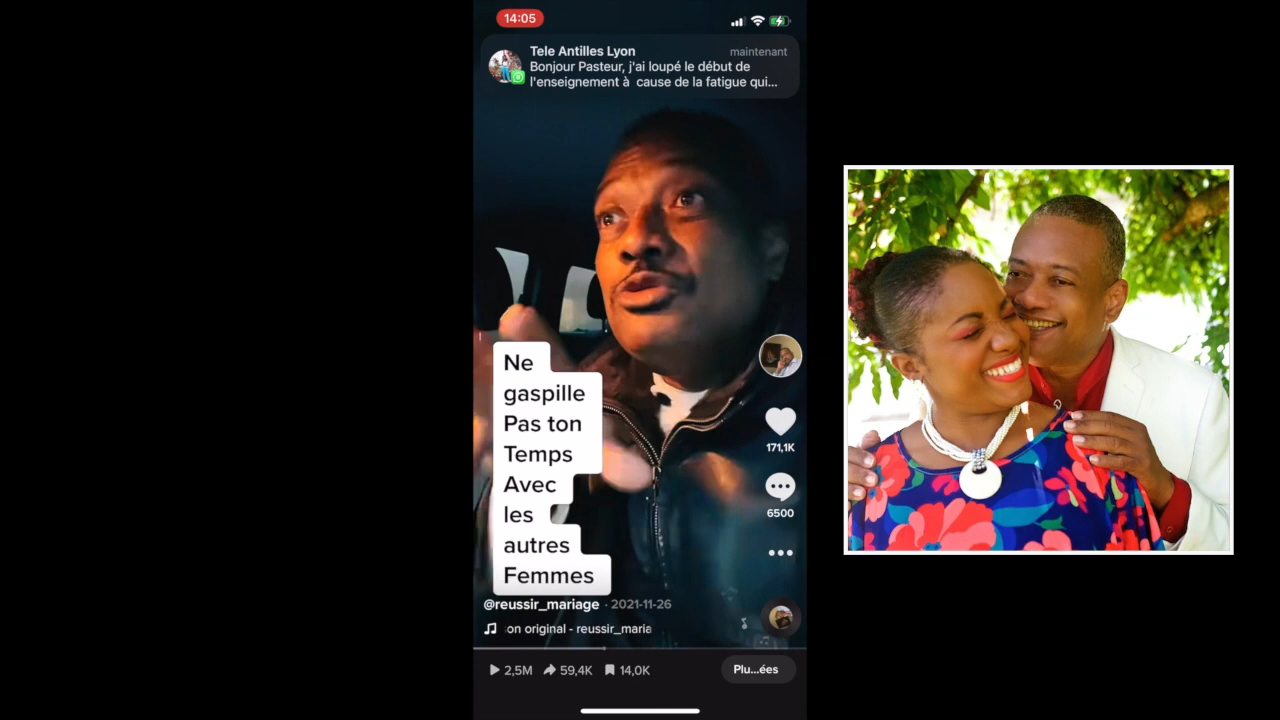 14:05
Tele Antilles Lyon
maintenant
Bonjour Pasteur, j'ai loupé le début de
l'enseignement à cause de la fatigue qui...
Ne
gaspille
Pas ton
Temps
Avec
les
autres
Femmes
171,1K
6500
@reussir_mariage · 2021-11-26
on original - reussir_maria
2,5M
59,4K
14,0K
Plu...ées